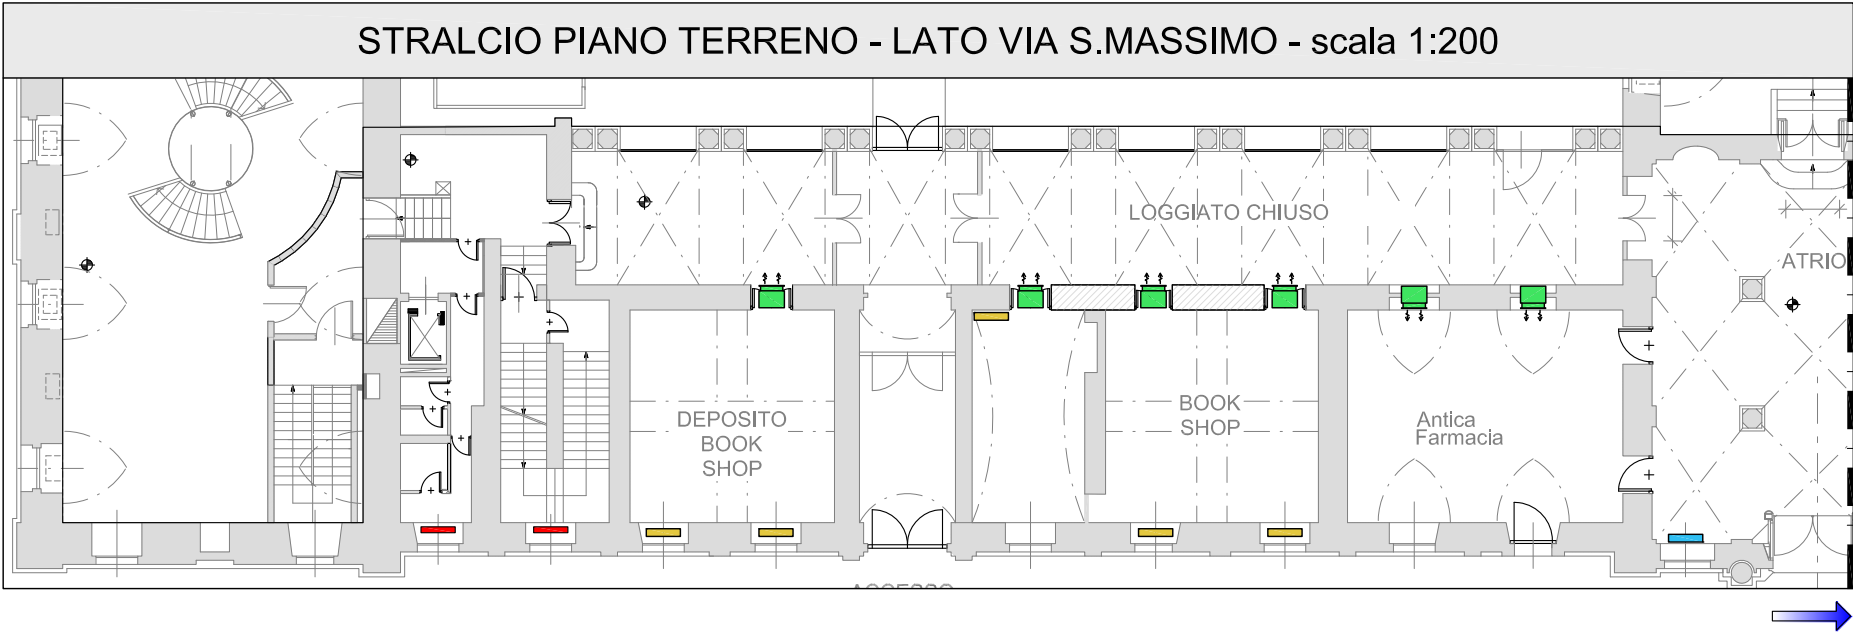 STRALCIO PIANO TERRENO - LATO VIA S.MASSIMO - scala 1:200
LOGGIATO CHIUSO
ATRIO
DEPOSITO
BOOK
SHOP
BOOK
SHOP
Antica
Farmacia